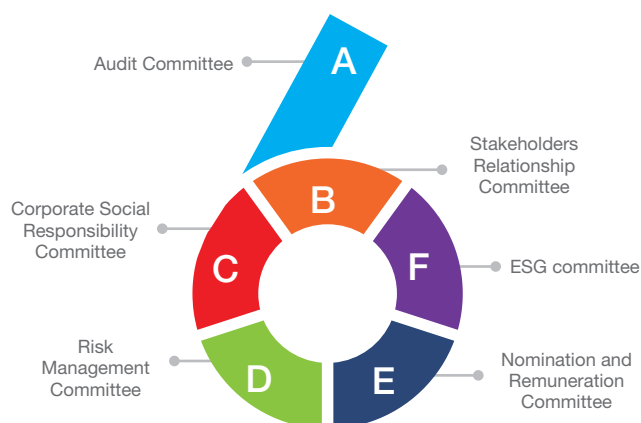 A
Audit Committee
Stakeholders
Relationship
Committee
B
Corporate Social
Responsibility
Committee
C
F
ESG committee
Risk
Management
Committee
D
E
Nomination and
Remuneration
Committee